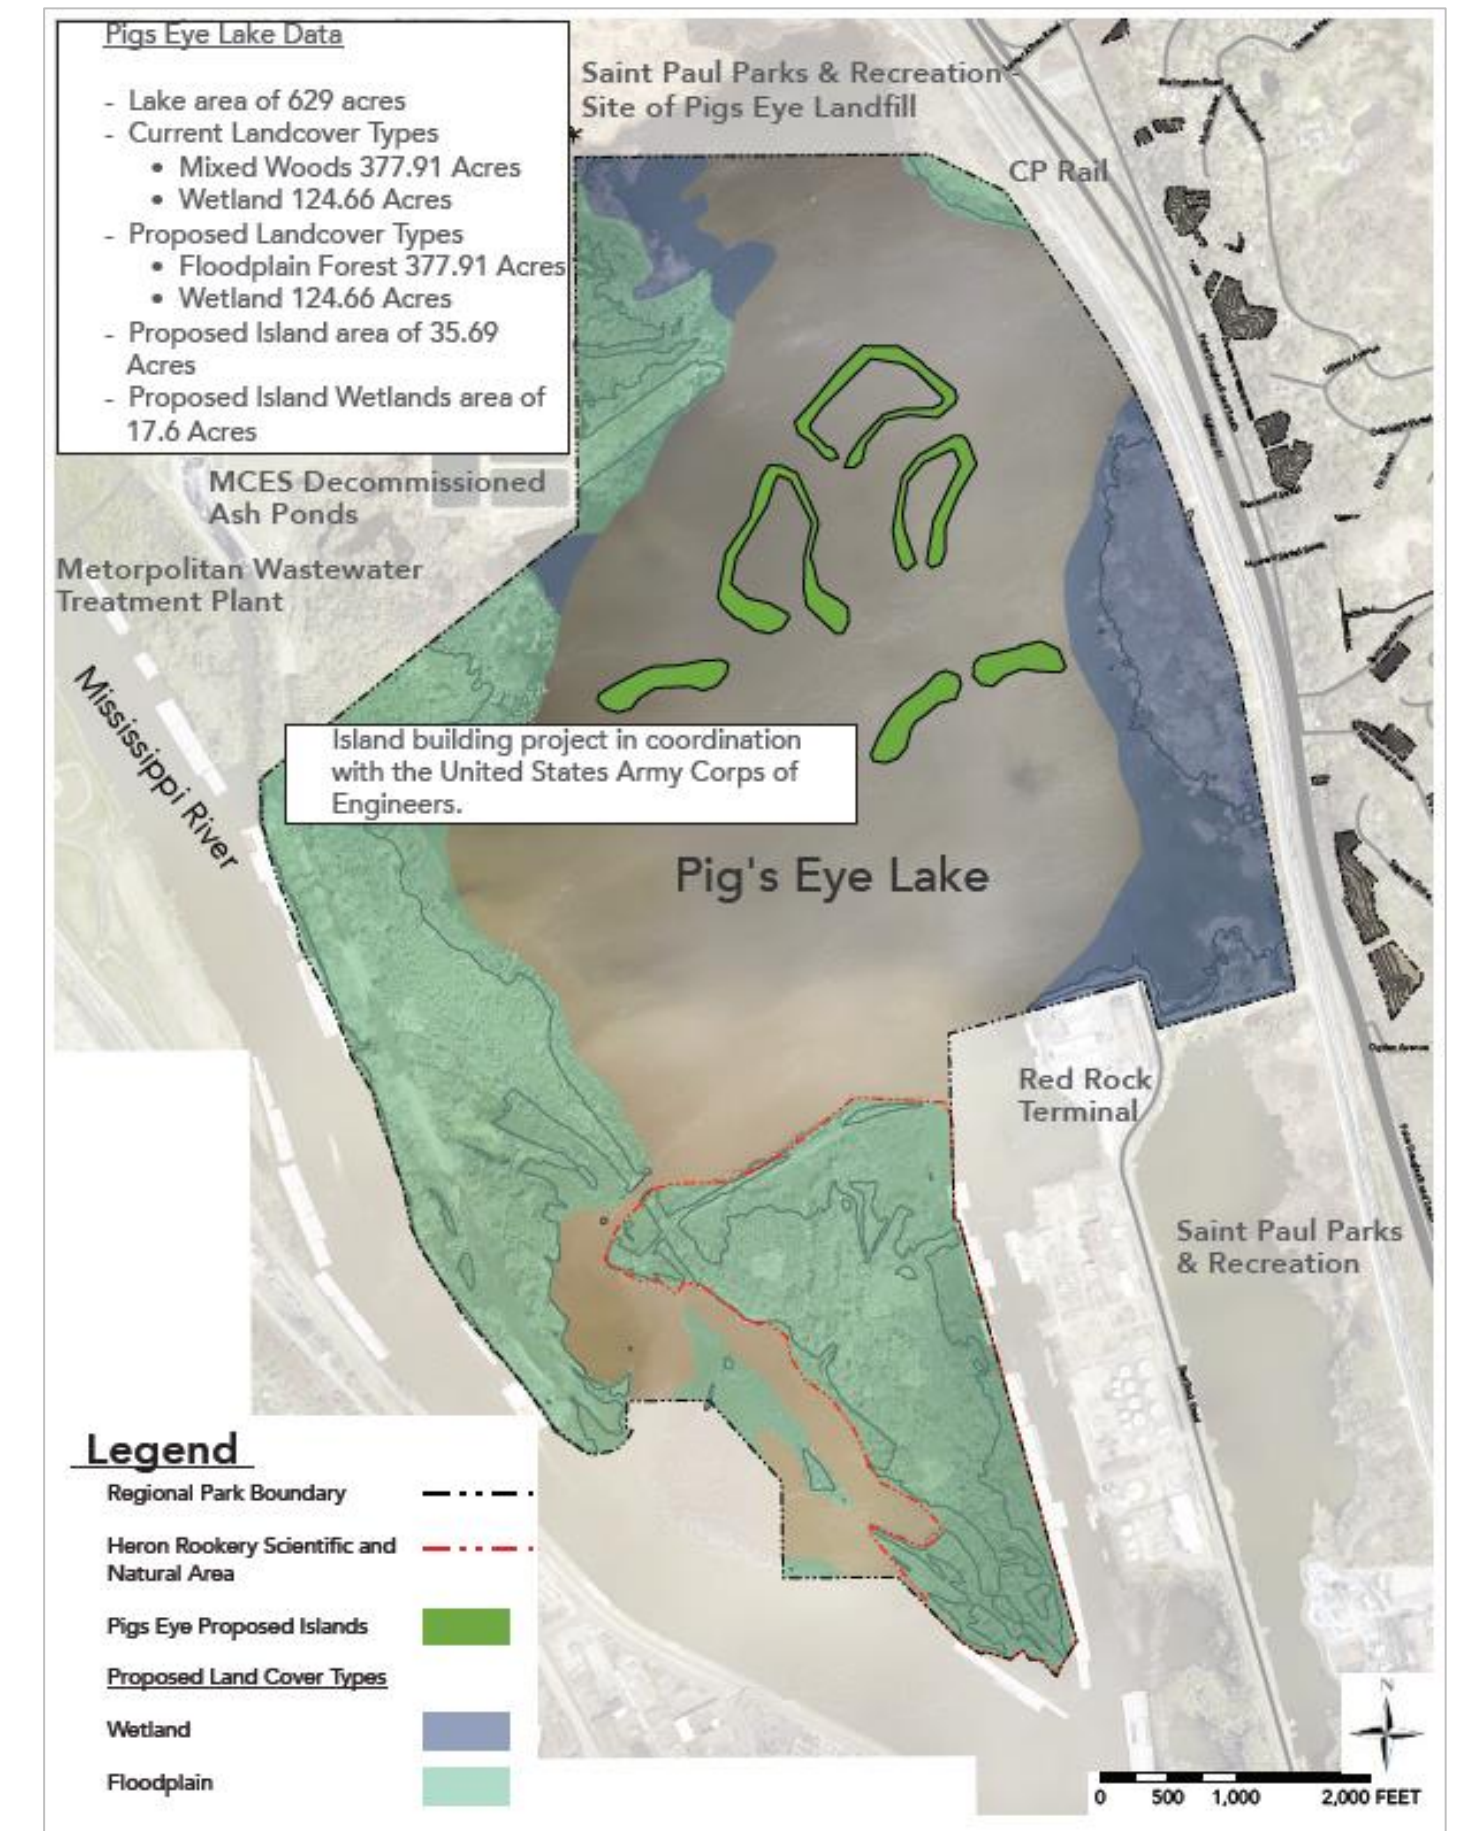 Pigs Eye Lake Data
- Lake area of 629 acres
- Current Landcover Types
• Mixed Woods 377.91 Acres
• Wetland 124.66 Acres
- Proposed Landcover Types
• Floodplain Forest 377.91 Acres
• Wetland 124.66 Acres
- Proposed Island area of 35.69
Acres
- Proposed Island Wetlands area of
17.6 Acres
Saint Paul Parks & Recreation -
Site of Pigs Eye Landfill
CP Rail
MCES Decommissioned
Ash Ponds
Metorpolitan Wastewater
Treatment Plant
Mississippi River
Island building project in coordination
with the United States Army Corps of
Engineers.
Pig's Eye Lake
Red Rock
Terminal
Saint Paul Parks
& Recreation
Legend
Regional Park Boundary
Heron Rookery Scientific and
Natural Area
Pigs Eye Proposed Islands
Proposed Land Cover Types
Wetland
Floodplain
N
0 500 1,000 2,000 FEET